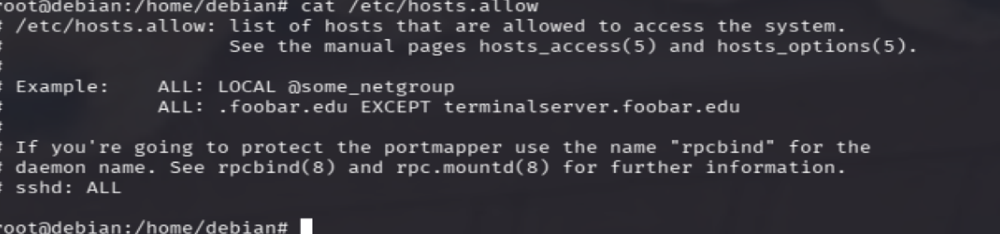 root@debian:/home/debian# cat /etc/hosts.allow
# /etc/hosts.allow: list of hosts that are allowed to access the system.
#                   See the manual pages hosts_access(5) and hosts_options(5).
#
# Example:    ALL: LOCAL @some_netgroup
#             ALL: .foobar.edu EXCEPT terminalserver.foobar.edu
#
# If you're going to protect the portmapper use the name "rpcbind" for the
# daemon name. See rpcbind(8) and rpc.mountd(8) for further information.
# sshd: ALL

root@debian:/home/debian#